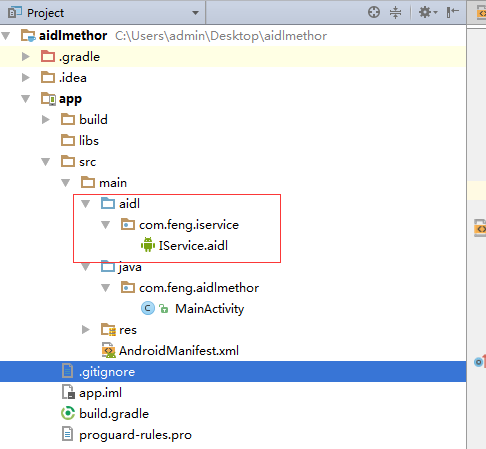 Project
aidlmethor C:\Users\admin\Desktop\aidlmethor
.gradle
.idea
app
build
libs
src
main
aidl
com.feng.iservice
IService.aidl
java
com.feng.aidlmethor
C MainActivity
res
AndroidManifest.xml
.gitignore
app.iml
build.gradle
proguard-rules.pro